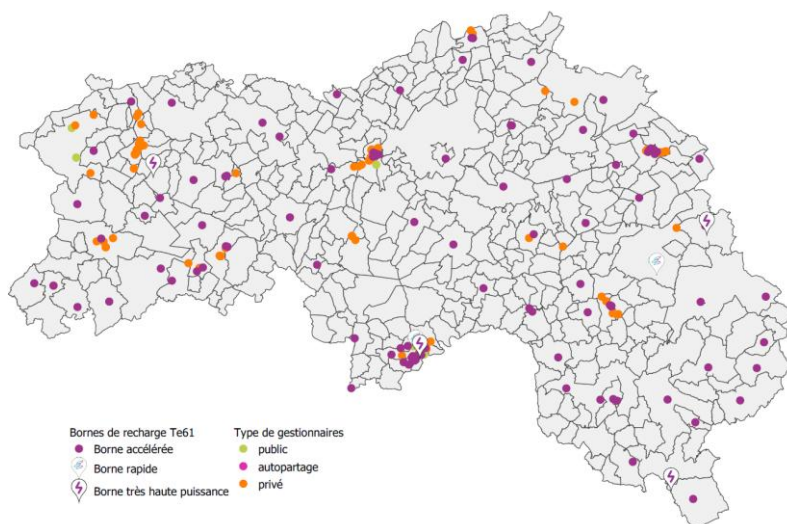 Bornes de recharge Te61
Borne accélérée
Borne rapide
Borne très haute puissance
Type de gestionnaires
public
autopartage
privé